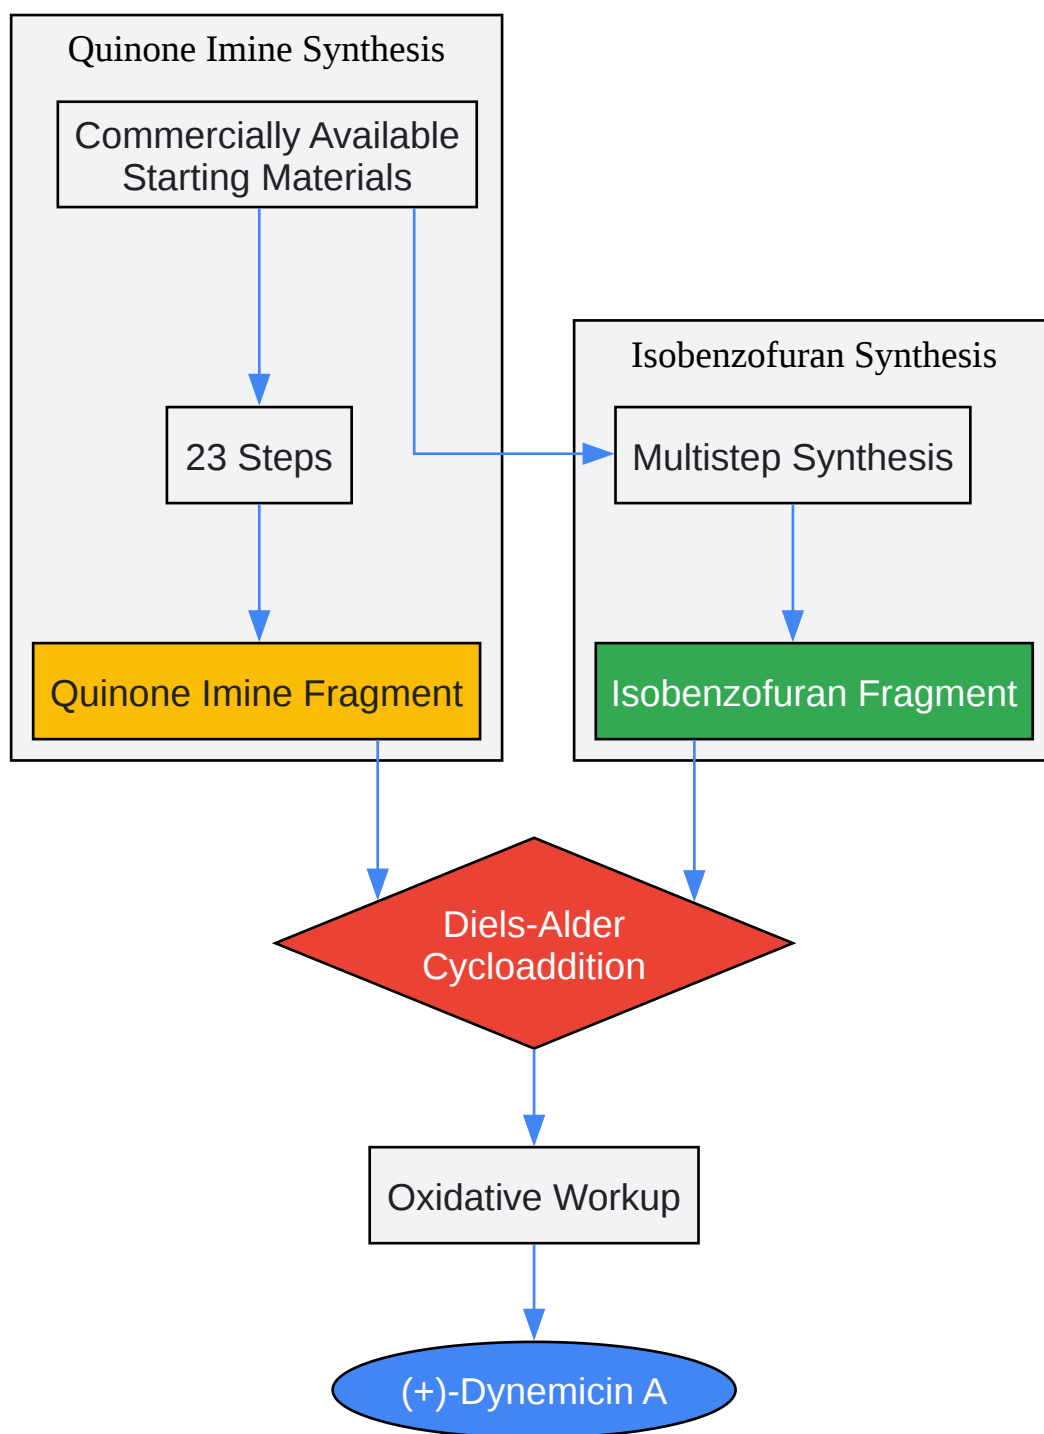 Quinone Imine Synthesis
Commercially Available
Starting Materials
Isobenzofuran Synthesis
23 Steps
Multistep Synthesis
Quinone Imine Fragment
Isobenzofuran Fragment
Diels-Alder
Cycloaddition
Oxidative Workup
(+)-Dynemicin A